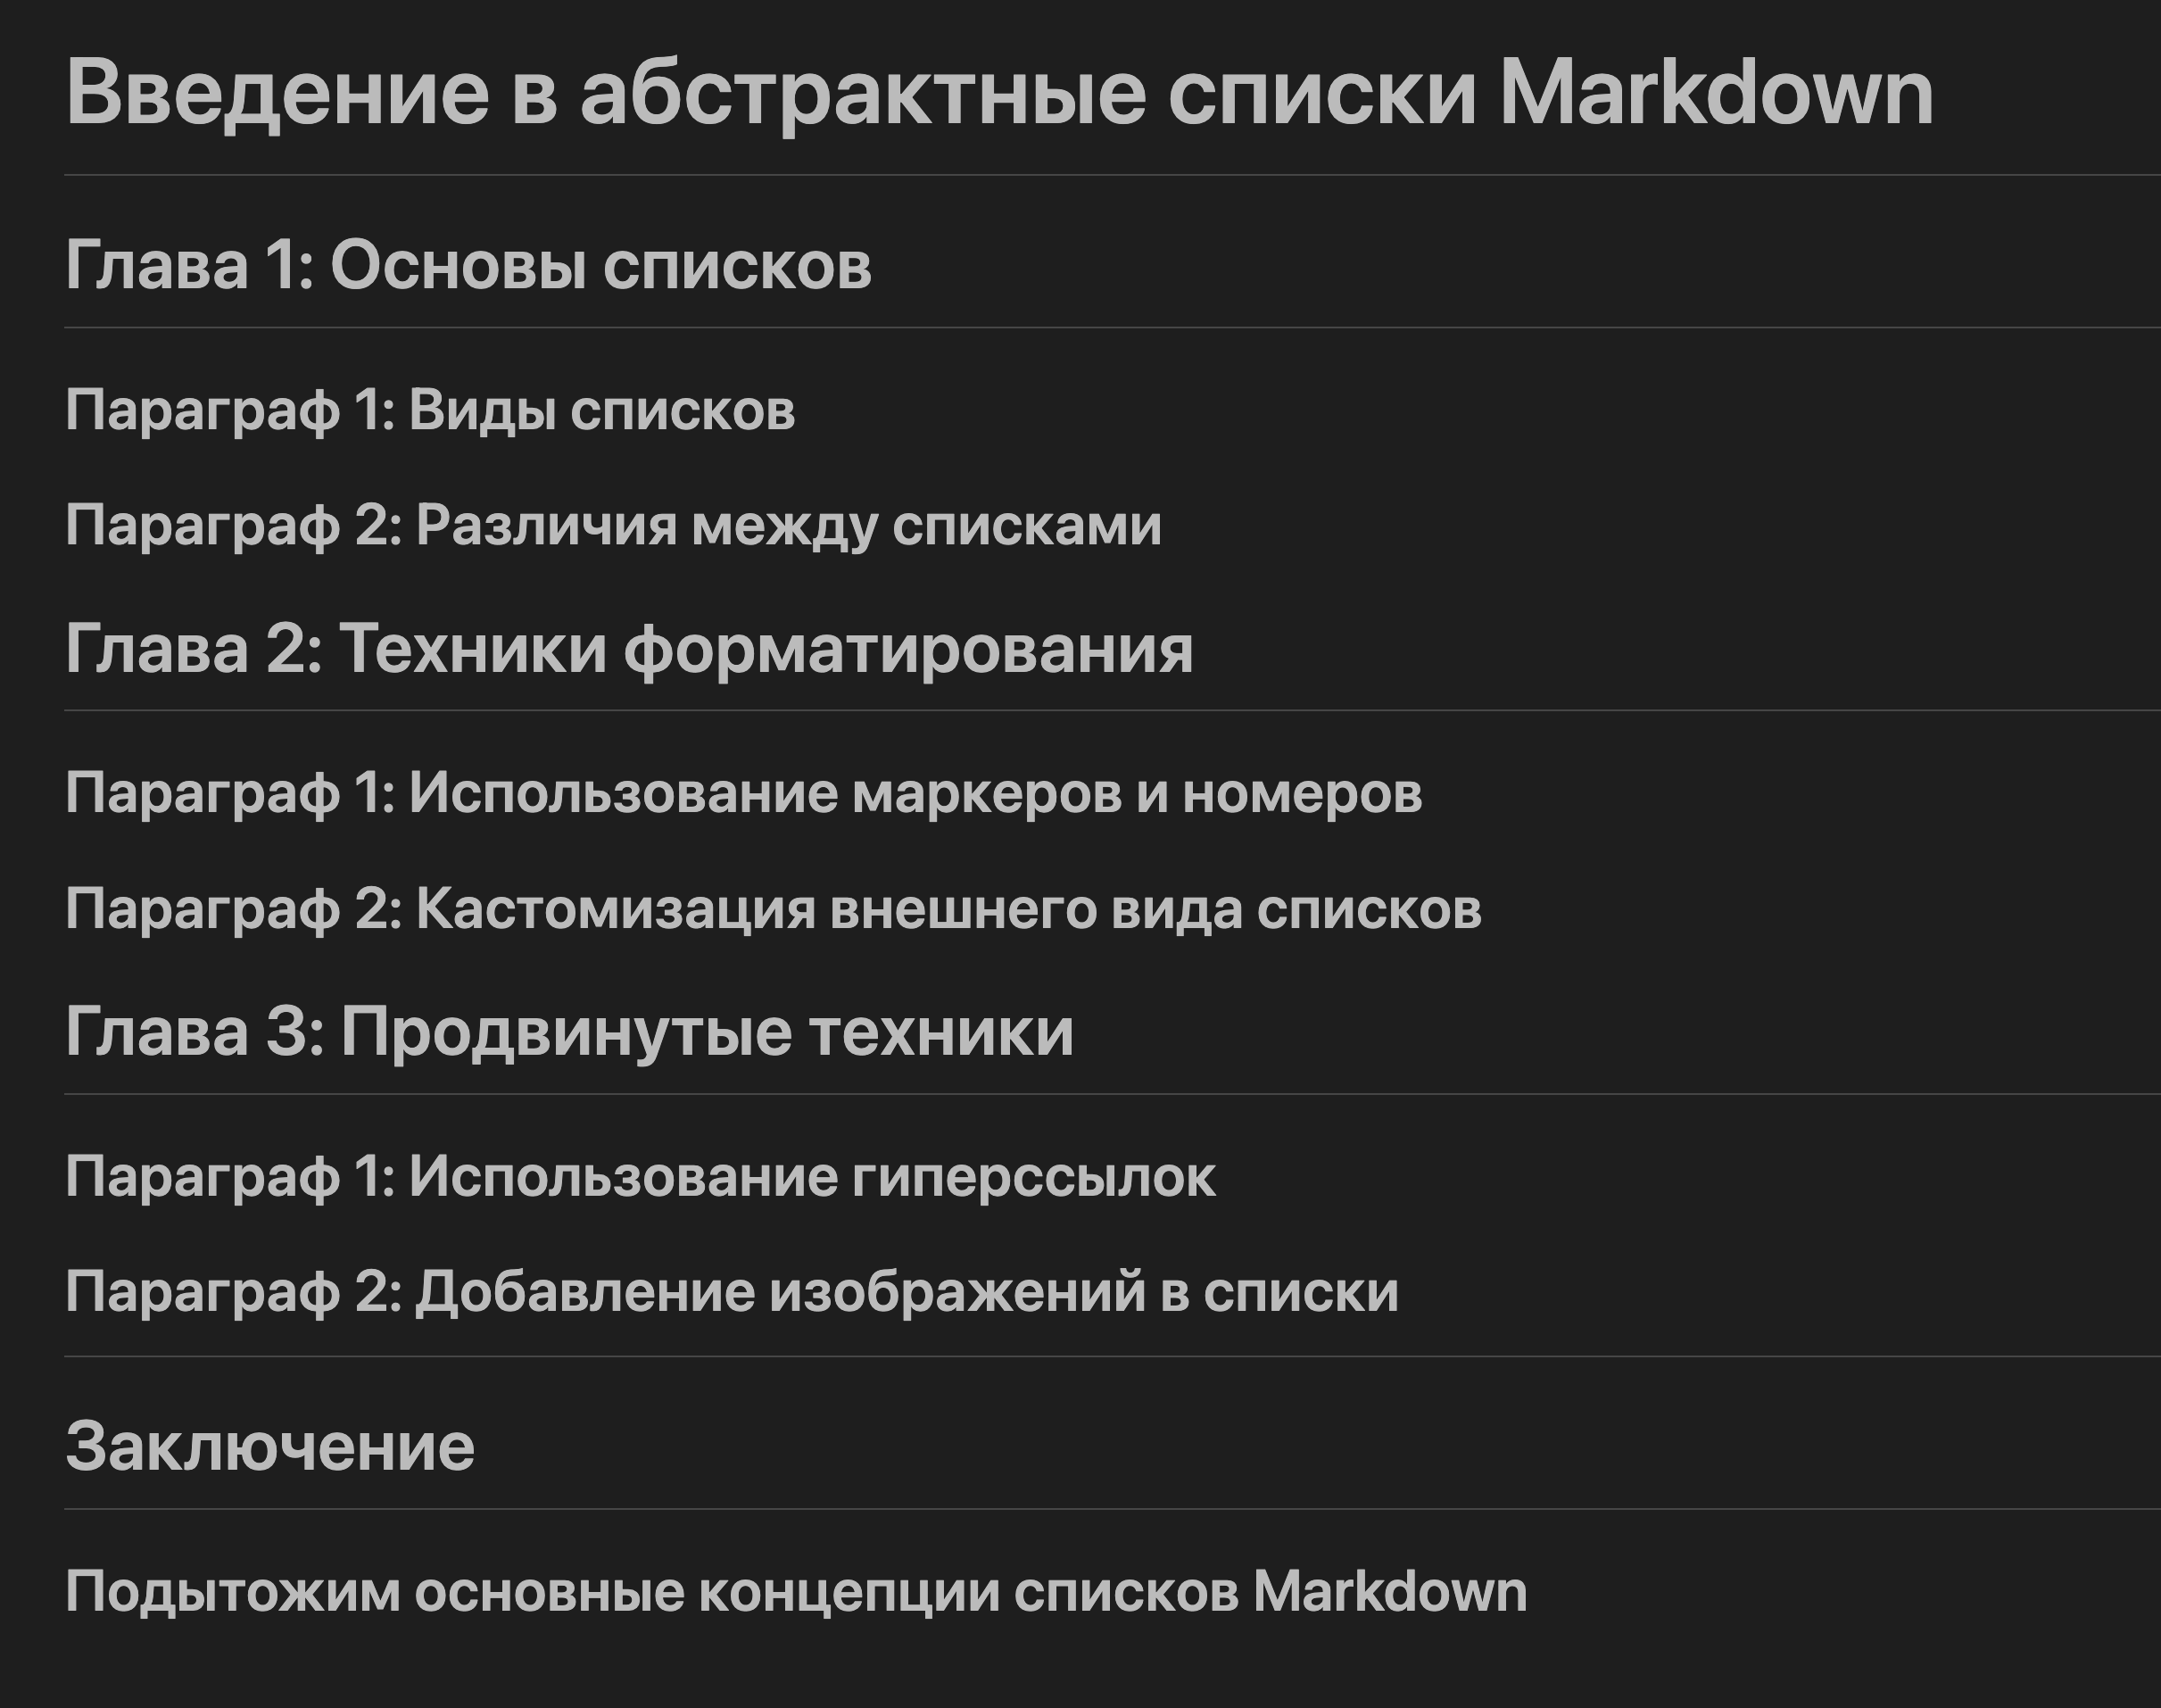 Введение в абстрактные списки Markdown
Глава 1: Основы списков
Параграф 1: Виды списков
Параграф 2: Различия между списками
Глава 2: Техники форматирования
Параграф 1: Использование маркеров и номеров
Параграф 2: Кастомизация внешнего вида списков
Глава 3: Продвинутые техники
Параграф 1: Использование гиперссылок
Параграф 2: Добавление изображений в списки
Заключение
Подытожим основные концепции списков Markdown